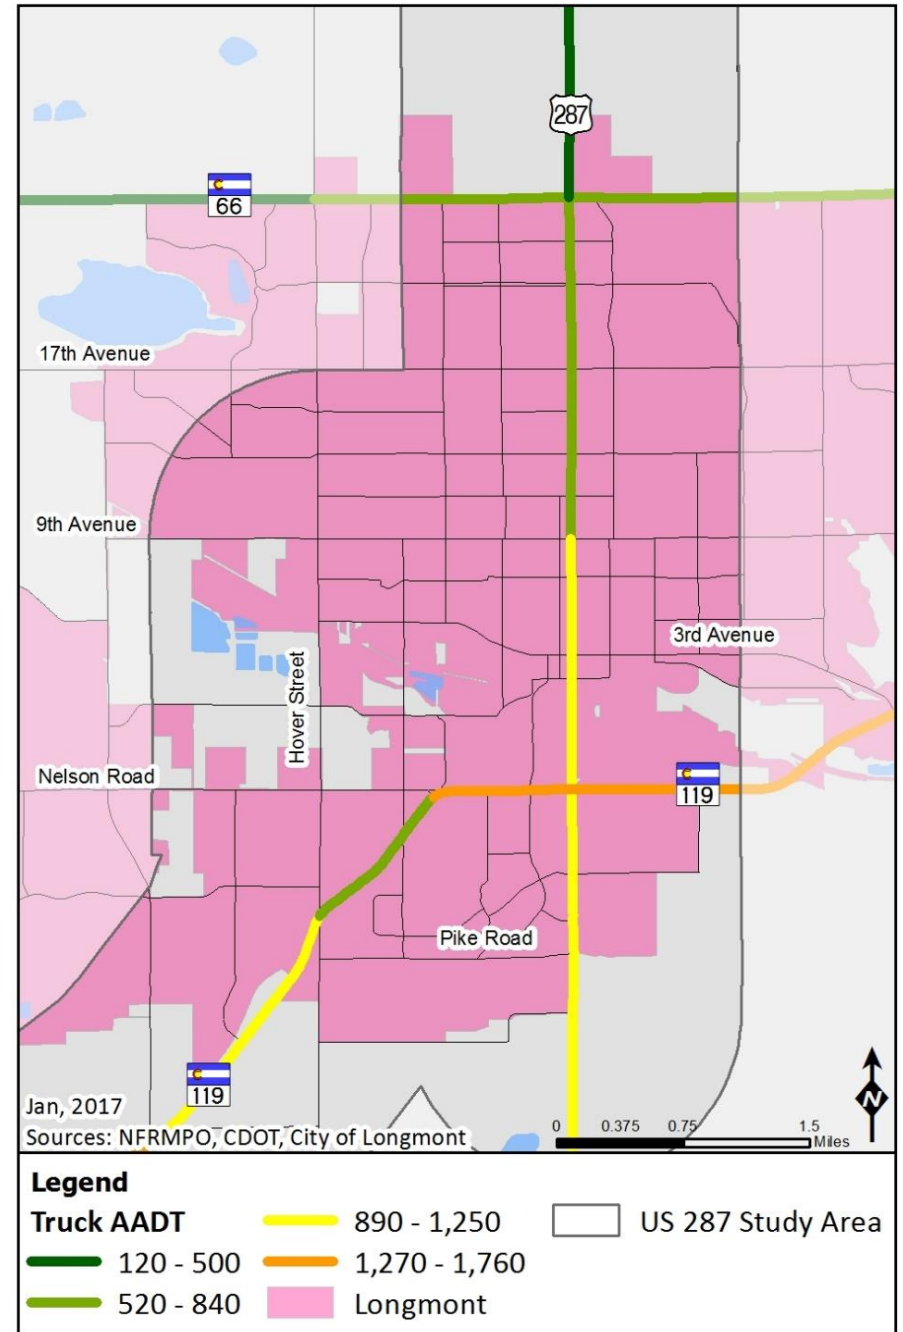 287
66
17th Avenue
9th Avenue
3rd Avenue
Hover Street
Nelson Road
119
Pike Road
119
Jan, 2017
Sources: NFRMPO, CDOT, City of Longmont
0 0.375 0.75 1.5
Miles
N
Legend
Truck AADT
890 - 1,250
US 287 Study Area
120 - 500
1,270 - 1,760
520 - 840
Longmont